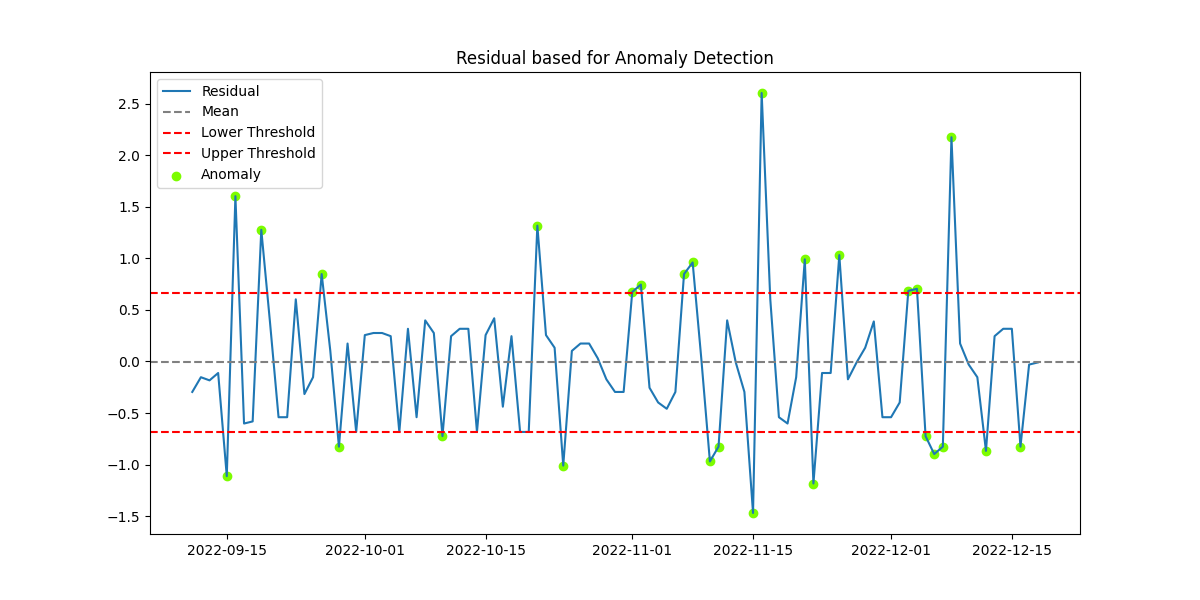 Residual based for Anomaly Detection
Residual
Mean
Lower Threshold
Upper Threshold
Anomaly
2.5
2.0
1.5
1.0
0.5
0.0
−0.5
−1.0
−1.5
2022-09-15 2022-10-01 2022-10-15 2022-11-01 2022-11-15 2022-12-01 2022-12-15